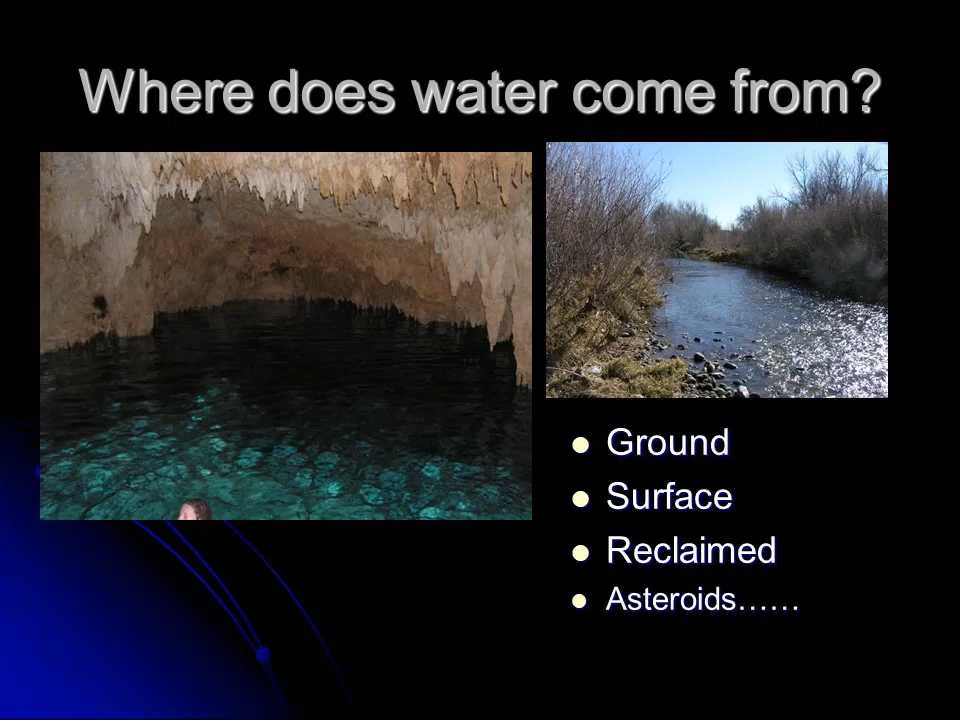 Where does water come from?
Ground
Surface
Reclaimed
Asteroids……